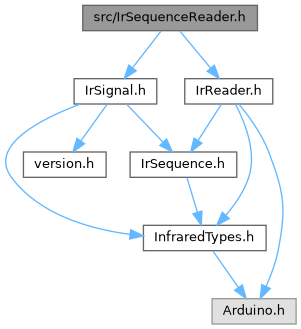 src/IrSequenceReader.h
IrSignal.h
IrReader.h
version.h
IrSequence.h
InfraredTypes.h
Arduino.h